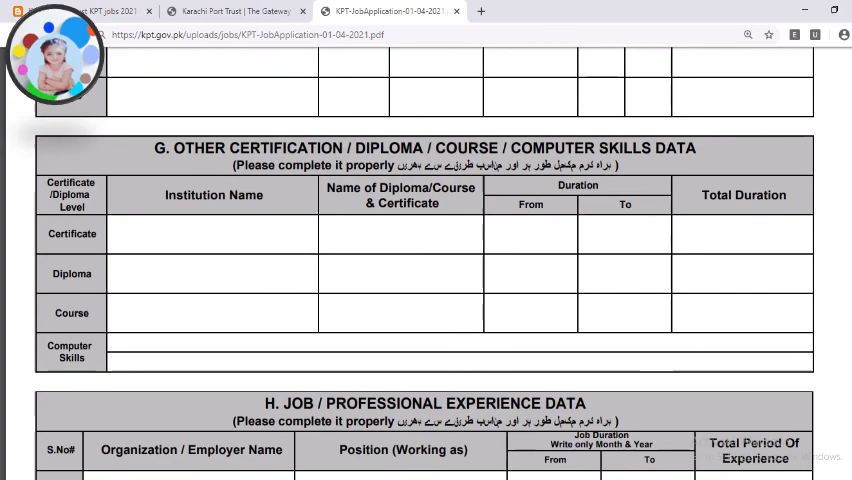 KPT jobs 2021
Karachi Port Trust | The Gateway
KPT-JobApplication-01-04-2021
https://kpt.gov.pk/uploads/jobs/KPT-JobApplication-01-04-2021.pdf
G. OTHER CERTIFICATION / DIPLOMA / COURSE / COMPUTER SKILLS DATA
(Please complete it properly براہ کرم مکمل طور پر اور مناسب طریقے سے بھریں )
Certificate
/Diploma
Level
Institution Name
Name of Diploma/Course
& Certificate
Duration
From
To
Total Duration
Certificate
Diploma
Course
Computer
Skills
H. JOB / PROFESSIONAL EXPERIENCE DATA
(Please complete it properly براہ کرم مکمل طور پر اور مناسب طریقے سے بھریں )
S.No#
Organization / Employer Name
Position (Working as)
Job Duration
Write only Month & Year
From
To
Total Period Of
Experience